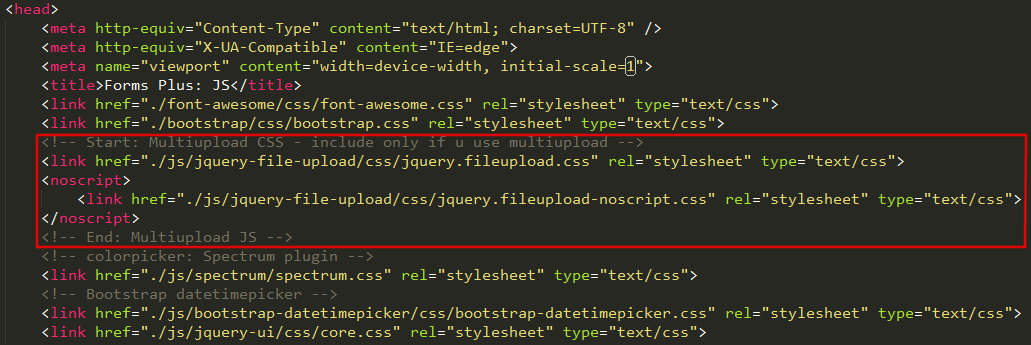 <head>
<meta http-equiv="Content-Type" content="text/html; charset=UTF-8" />
<meta http-equiv="X-UA-Compatible" content="IE=edge">
<meta name="viewport" content="width=device-width, initial-scale=1">
<title>Forms Plus: JS</title>
<link href="./font-awesome/css/font-awesome.css" rel="stylesheet" type="text/css">
<link href="./bootstrap/css/bootstrap.css" rel="stylesheet" type="text/css">
<!-- Start: Multiupload CSS - include only if u use multiupload -->
<link href="./js/jquery-file-upload/css/jquery.fileupload.css" rel="stylesheet" type="text/css">
<noscript>
<link href="./js/jquery-file-upload/css/jquery.fileupload-noscript.css" rel="stylesheet" type="text/css">
</noscript>
<!-- End: Multiupload JS -->
<!-- colorpicker: Spectrum plugin -->
<link href="./js/spectrum/spectrum.css" rel="stylesheet" type="text/css">
<!-- Bootstrap datetimepicker -->
<link href="./js/bootstrap-datetimepicker/css/bootstrap-datetimepicker.css" rel="stylesheet" type="text/css">
<link href="./js/jquery-ui/css/core.css" rel="stylesheet" type="text/css">